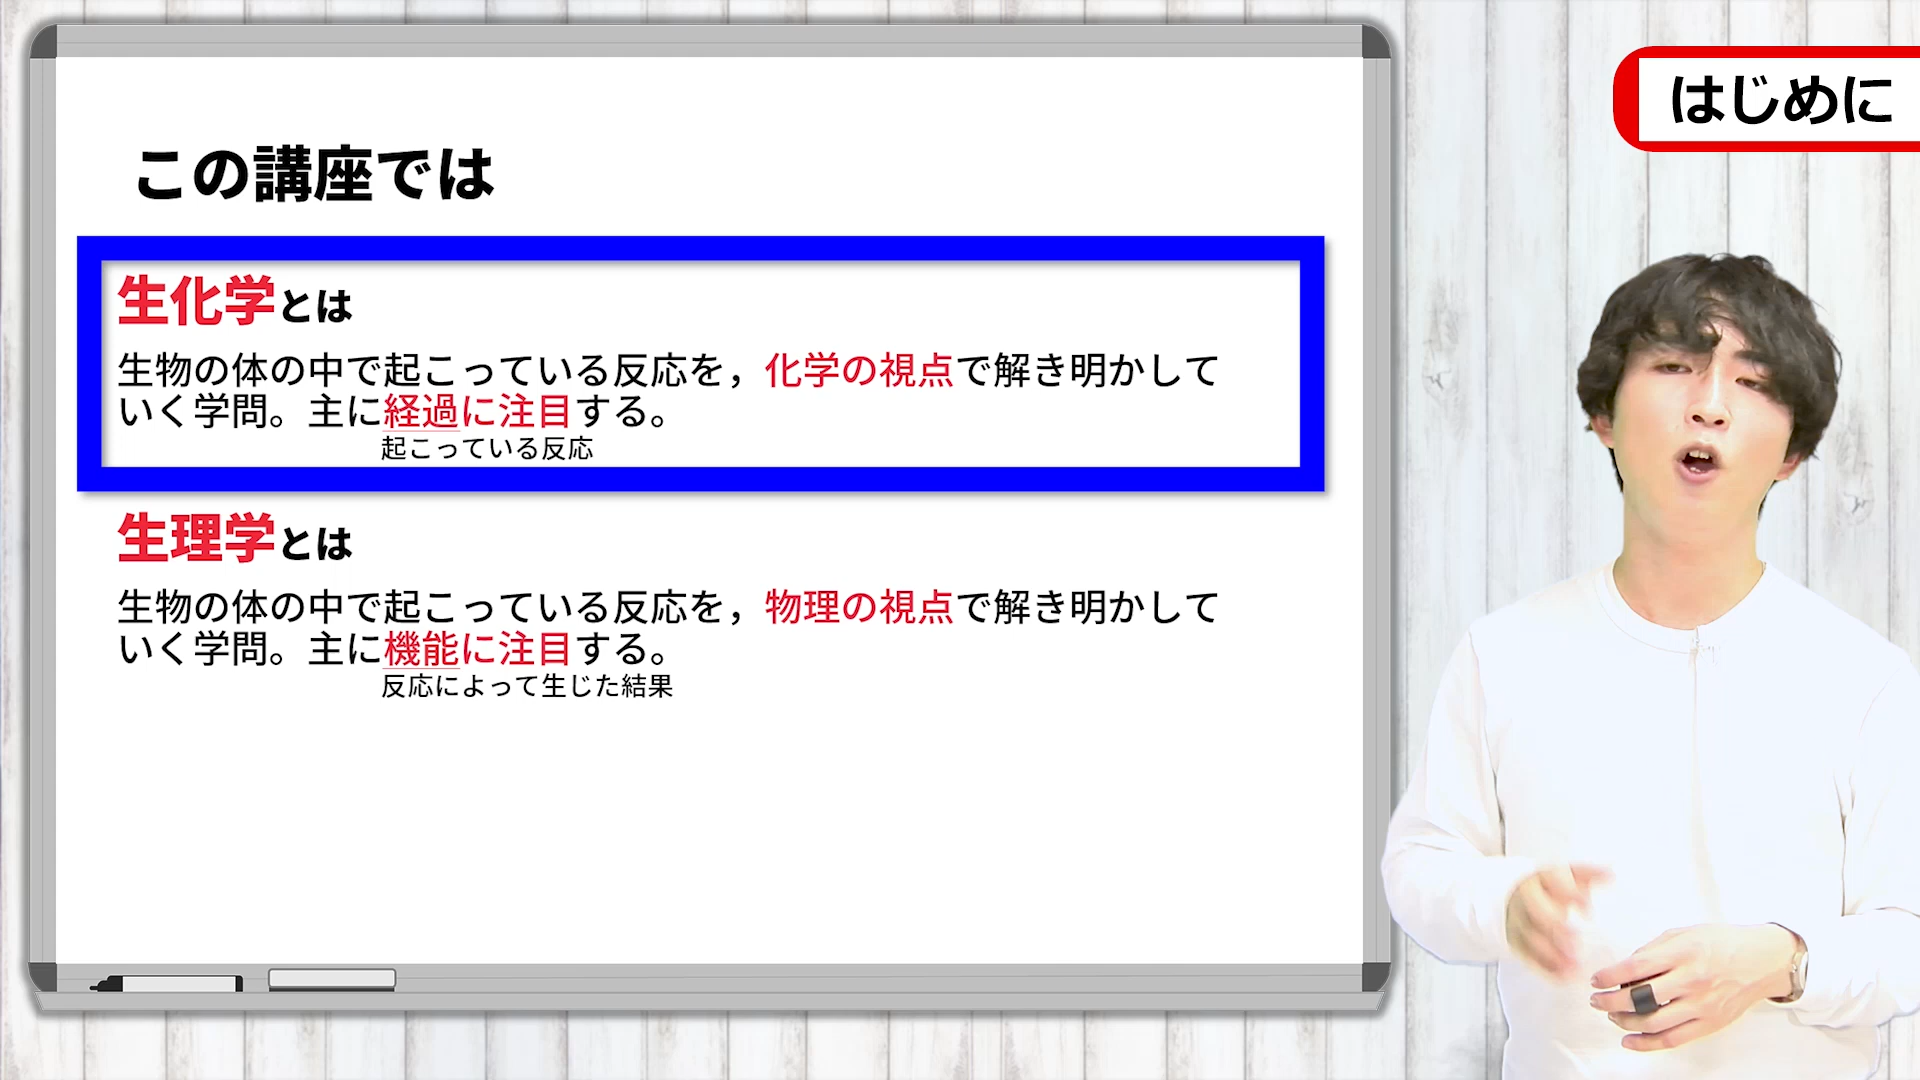 はじめに
この講座では
生化学とは
生物の体の中で起こっている反応を，化学の視点で解き明かして
いく学問。主に経過に注目する。
起こっている反応
生理学とは
生物の体の中で起こっている反応を，物理の視点で解き明かして
いく学問。主に機能に注目する。
反応によって生じた結果